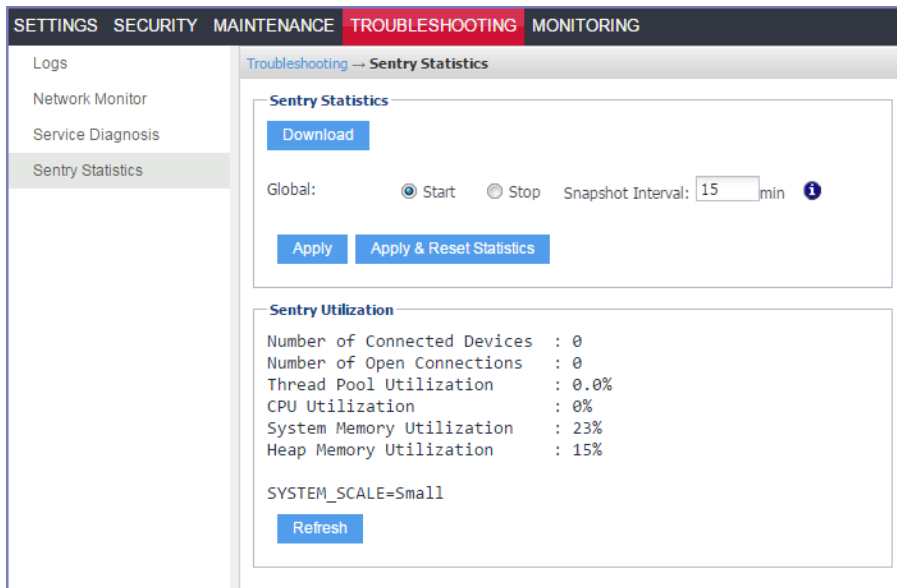 SETTINGS SECURITY MAINTENANCE TROUBLESHOOTING MONITORING
Logs
Network Monitor
Service Diagnosis
Sentry Statistics
Troubleshooting → Sentry Statistics
Sentry Statistics
Download
Global: Start Stop Snapshot Interval: 15 min i
Apply Apply & Reset Statistics
Sentry Utilization
Number of Connected Devices : 0
Number of Open Connections : 0
Thread Pool Utilization : 0.0%
CPU Utilization : 0%
System Memory Utilization : 23%
Heap Memory Utilization : 15%
SYSTEM_SCALE=Small
Refresh